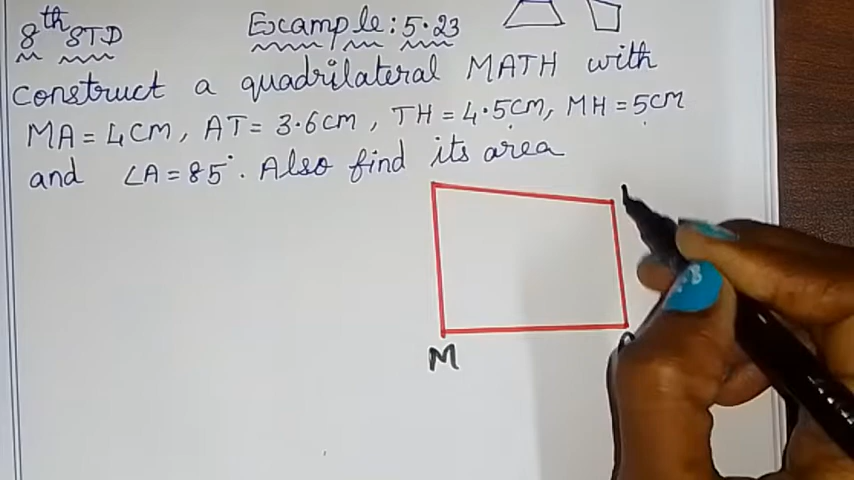 8th STD Example: 5.23
Construct a quadrilateral MATH with
MA = 4cm, AT = 3.6cm, TH = 4.5cm, MH = 5cm
and ∠A = 85°. Also find its area
M